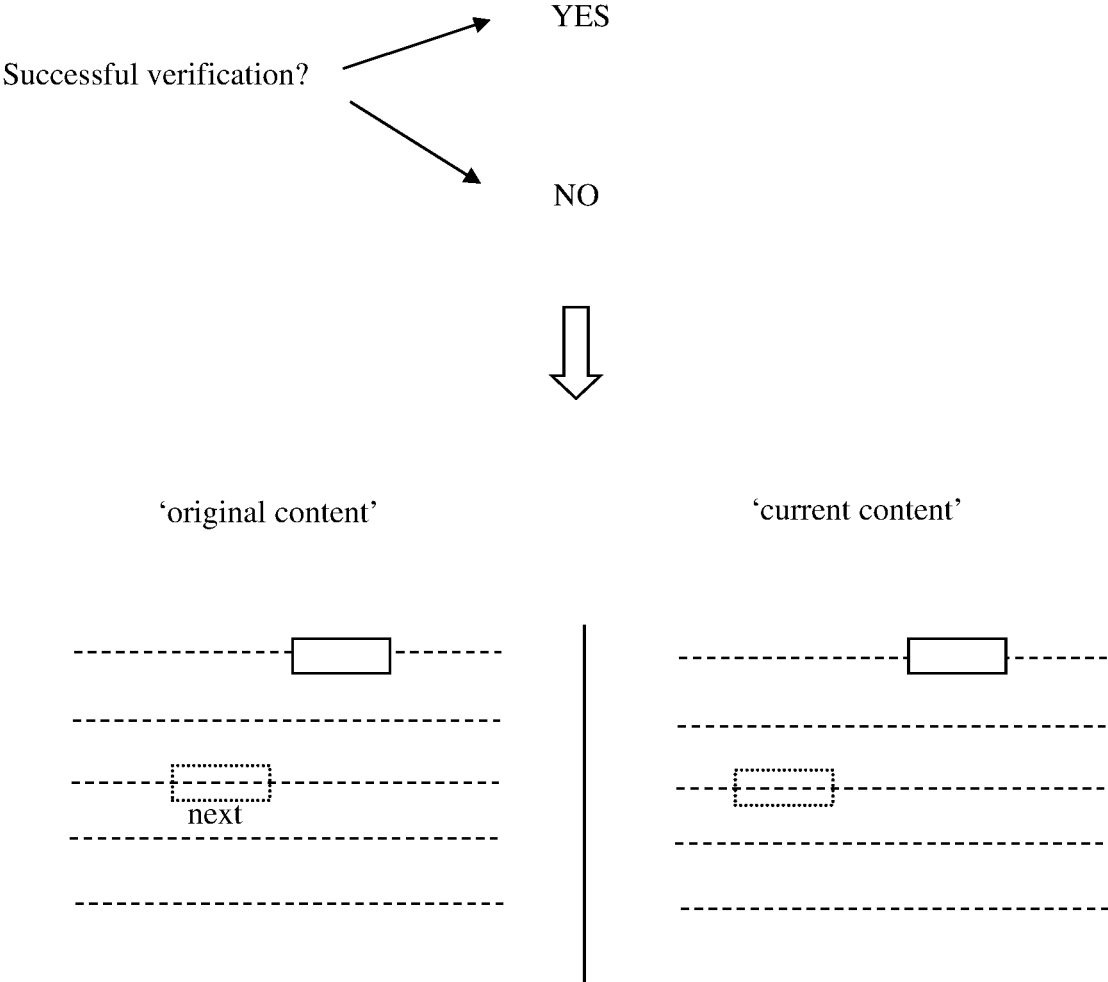 YES
Successful verification?
NO
‘original content’
‘current content’
next